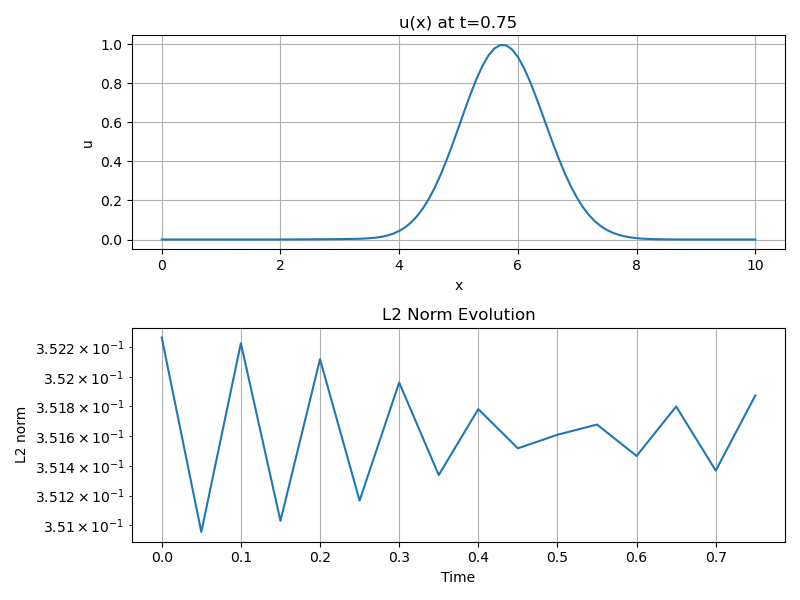 u(x) at t=0.75
1.0
0.8
0.6
0.4
0.2
0.0
u
0 2 4 6 8 10
x
L2 Norm Evolution
3.522 × 10⁻¹
3.52 × 10⁻¹
3.518 × 10⁻¹
3.516 × 10⁻¹
3.514 × 10⁻¹
3.512 × 10⁻¹
3.51 × 10⁻¹
L2 norm
0.0 0.1 0.2 0.3 0.4 0.5 0.6 0.7
Time